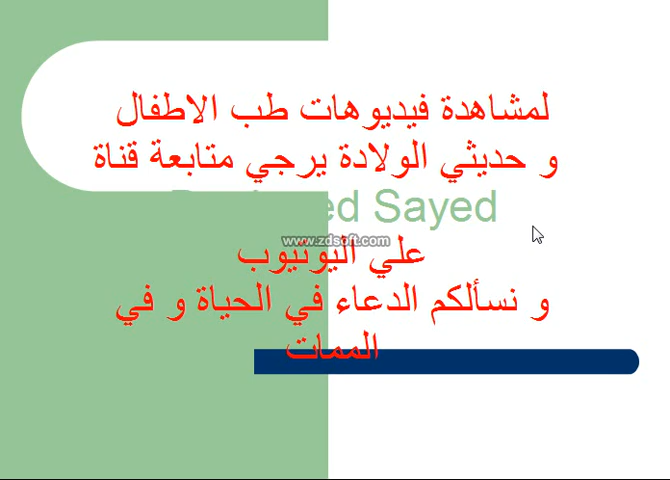 لمشاهدة فيديوهات طب الاطفال
و حديثي الولادة يرجي متابعة قناة
Sayed
علي اليوتيوب
www.zdsoft.com
و نسألكم الدعاء في الحياة و في
الممات